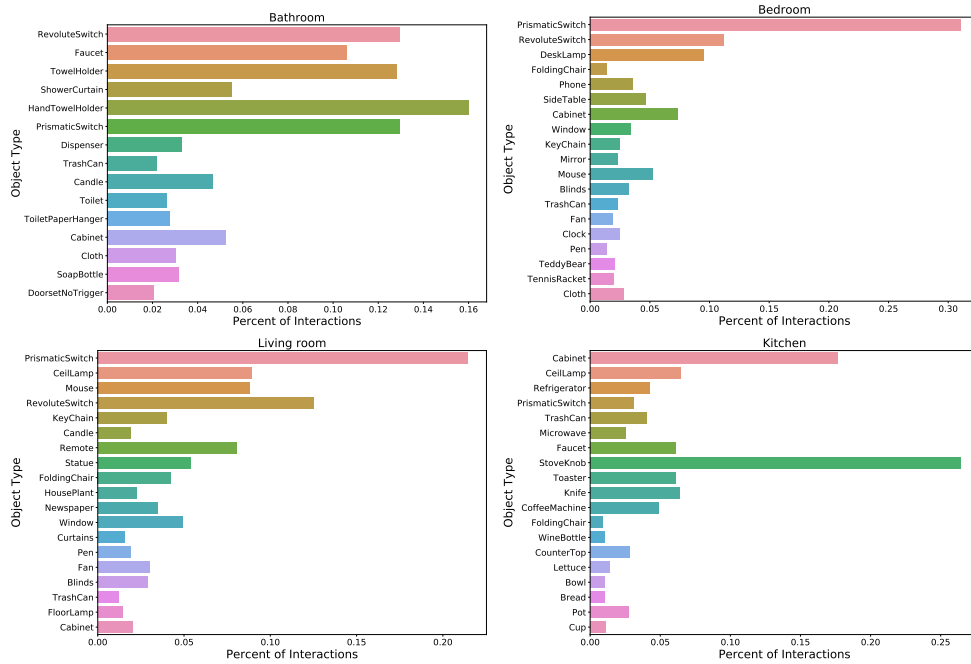 Bathroom
Object Type
RevoluteSwitch
Faucet
TowelHolder
ShowerCurtain
HandTowelHolder
PrismaticSwitch
Dispenser
TrashCan
Candle
Toilet
ToiletPaperHanger
Cabinet
Cloth
SoapBottle
DoorsetNoTrigger
0.00 0.02 0.04 0.06 0.08 0.10 0.12 0.14 0.16
Percent of Interactions
Bedroom
Object Type
PrismaticSwitch
RevoluteSwitch
DeskLamp
FoldingChair
Phone
SideTable
Cabinet
Window
KeyChain
Mirror
Mouse
Blinds
TrashCan
Fan
Clock
Pen
TeddyBear
TennisRacket
Cloth
0.00 0.05 0.10 0.15 0.20 0.25 0.30
Percent of Interactions
Living room
Object Type
PrismaticSwitch
CeilLamp
Mouse
RevoluteSwitch
KeyChain
Candle
Remote
Statue
FoldingChair
HousePlant
Newspaper
Window
Curtains
Pen
Fan
Blinds
TrashCan
FloorLamp
Cabinet
0.00 0.05 0.10 0.15 0.20
Percent of Interactions
Kitchen
Object Type
Cabinet
CeilLamp
Refrigerator
PrismaticSwitch
TrashCan
Microwave
Faucet
StoveKnob
Toaster
Knife
CoffeeMachine
FoldingChair
WineBottle
CounterTop
Lettuce
Bowl
Bread
Pot
Cup
0.00 0.05 0.10 0.15 0.20 0.25
Percent of Interactions